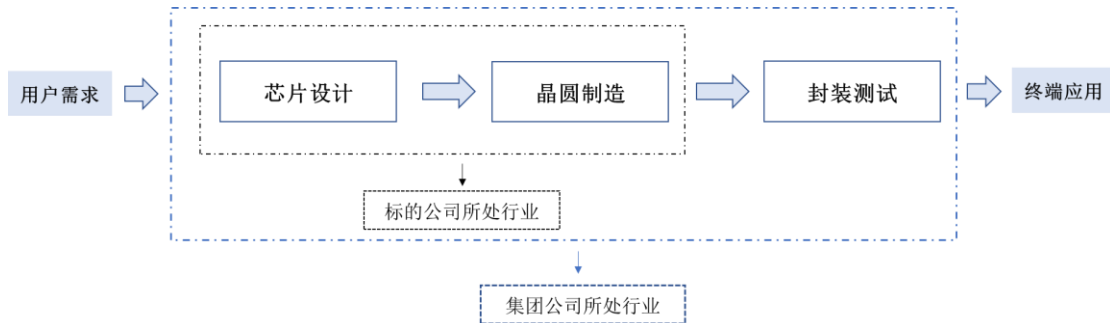 用户需求
芯片设计
晶圆制造
封装测试
终端应用
标的公司所处行业
集团公司所处行业